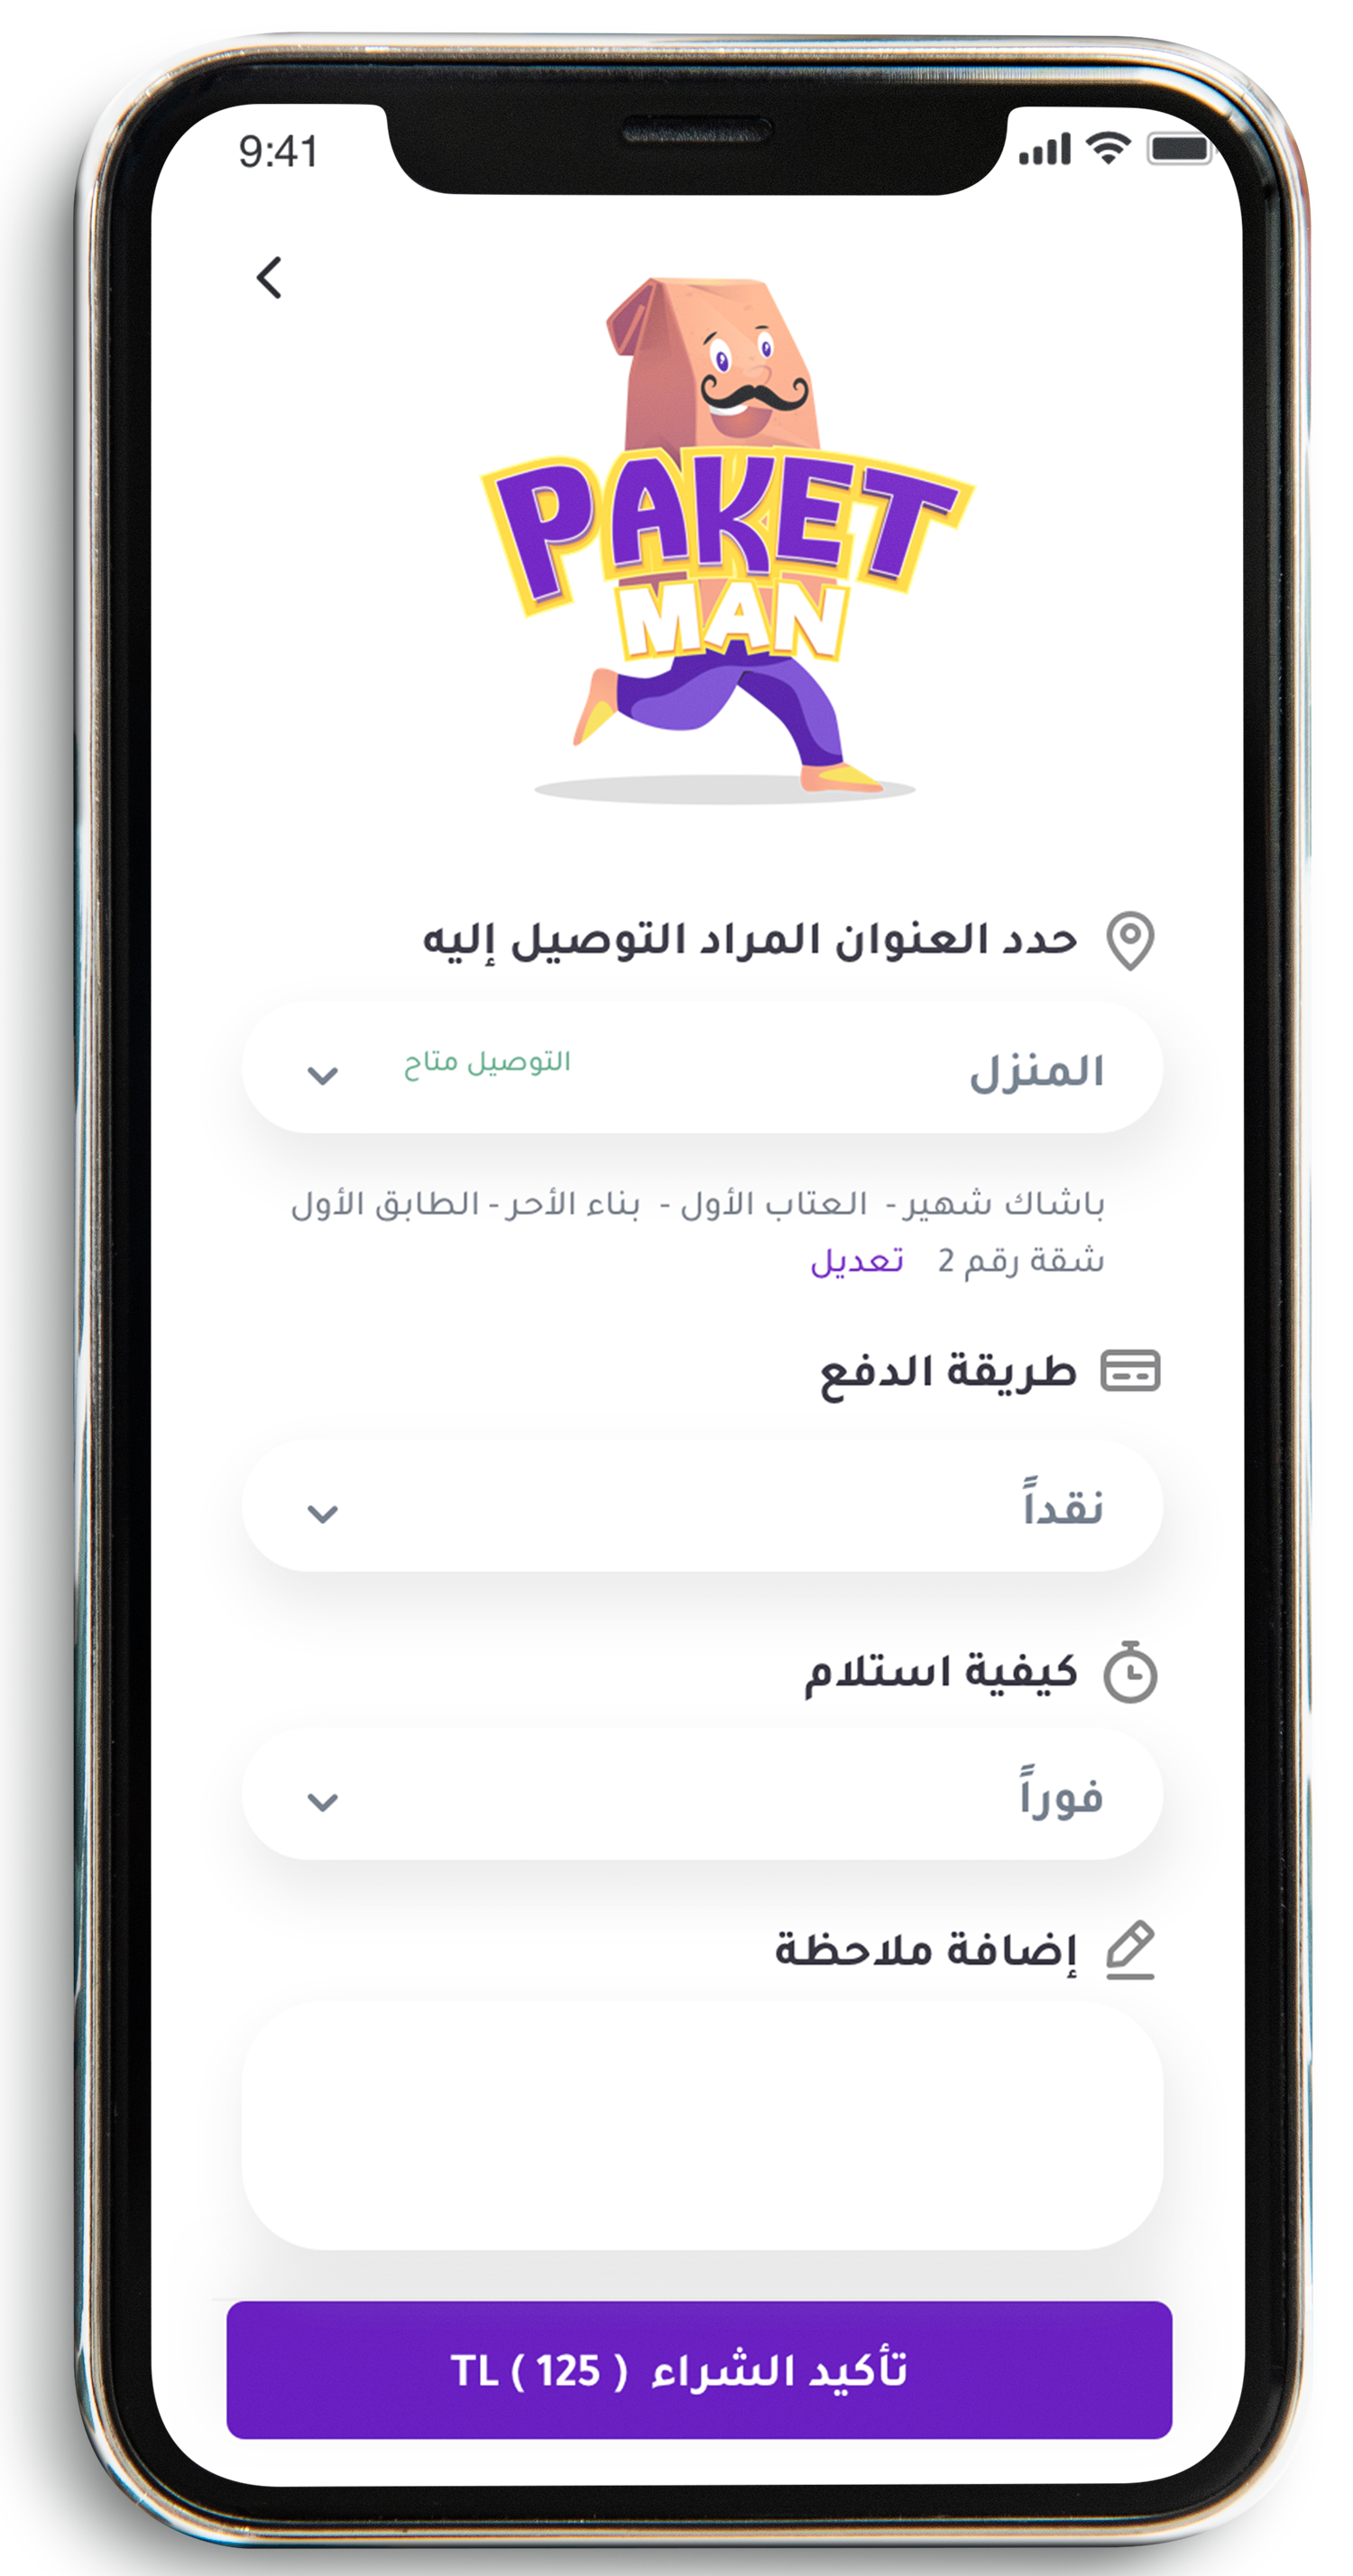 9:41
PAKET
MAN
حدد العنوان المراد التوصيل إليه
المنزل
التوصيل متاح
باشاك شهير - العتاب الأول - بناء الأحر - الطابق الأول
شقة رقم 2 تعديل
طريقة الدفع
نقداً
كيفية استلام
فوراً
إضافة ملاحظة
تأكيد الشراء ( 125 ) TL